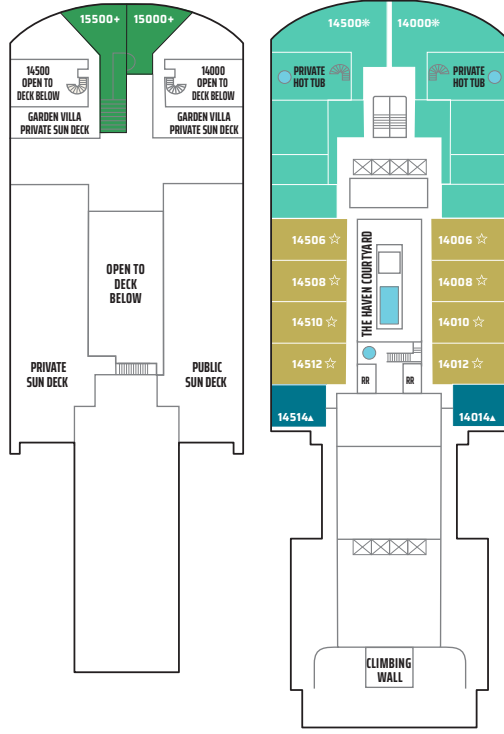 15500+ 15000+
14500
OPEN TO
DECK BELOW
14000
OPEN TO
DECK BELOW
GARDEN VILLA
PRIVATE SUN DECK
GARDEN VILLA
PRIVATE SUN DECK
OPEN TO
DECK
BELOW
PRIVATE
SUN DECK
PUBLIC
SUN DECK
14500❋ 14000❋
PRIVATE
HOT TUB
PRIVATE
HOT TUB
THE HAVEN COURTYARD
14506☆ 14006☆
14508☆ 14008☆
14510☆ 14010☆
14512☆ 14012☆
RR RR
14514▲ 14014▲
CLIMBING
WALL